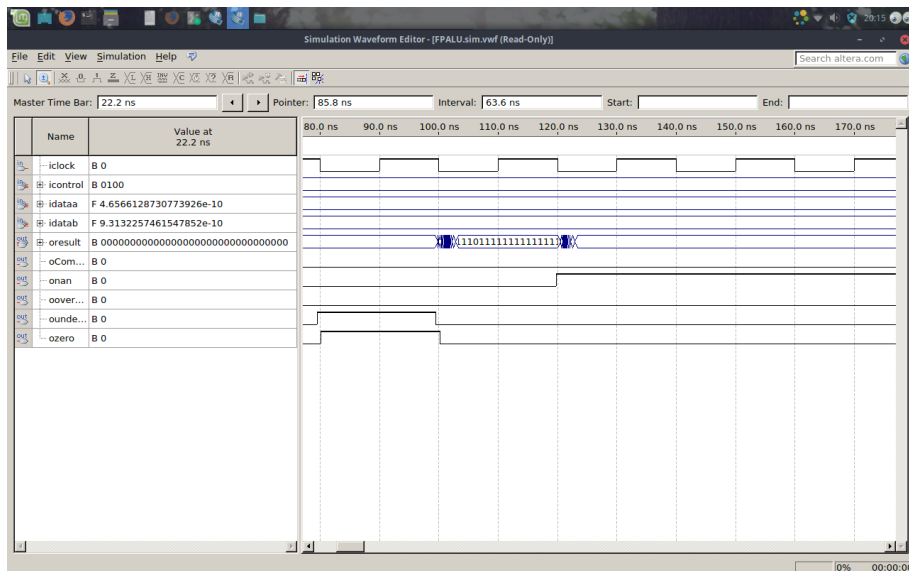 20:15
Simulation Waveform Editor - [FPALU.sim.vwf (Read-Only)]
File Edit View Simulation Help
Search altera.com
Master Time Bar: 22.2 ns Pointer: 85.8 ns Interval: 63.6 ns Start: End:
Name Value at 22.2 ns 80.0 ns 90.0 ns 100.0 ns 110.0 ns 120.0 ns 130.0 ns 140.0 ns 150.0 ns 160.0 ns 170.0 ns
iclock B 0
icontrol B 0100
idataa F 4.6566128730773926e-10
idatab F 9.3132257461547852e-10
oresult B 00000000000000000000000000000000
oCom... B 0
onan B 0
oover... B 0
ounde... B 0
ozero B 0
0% 00:00:00